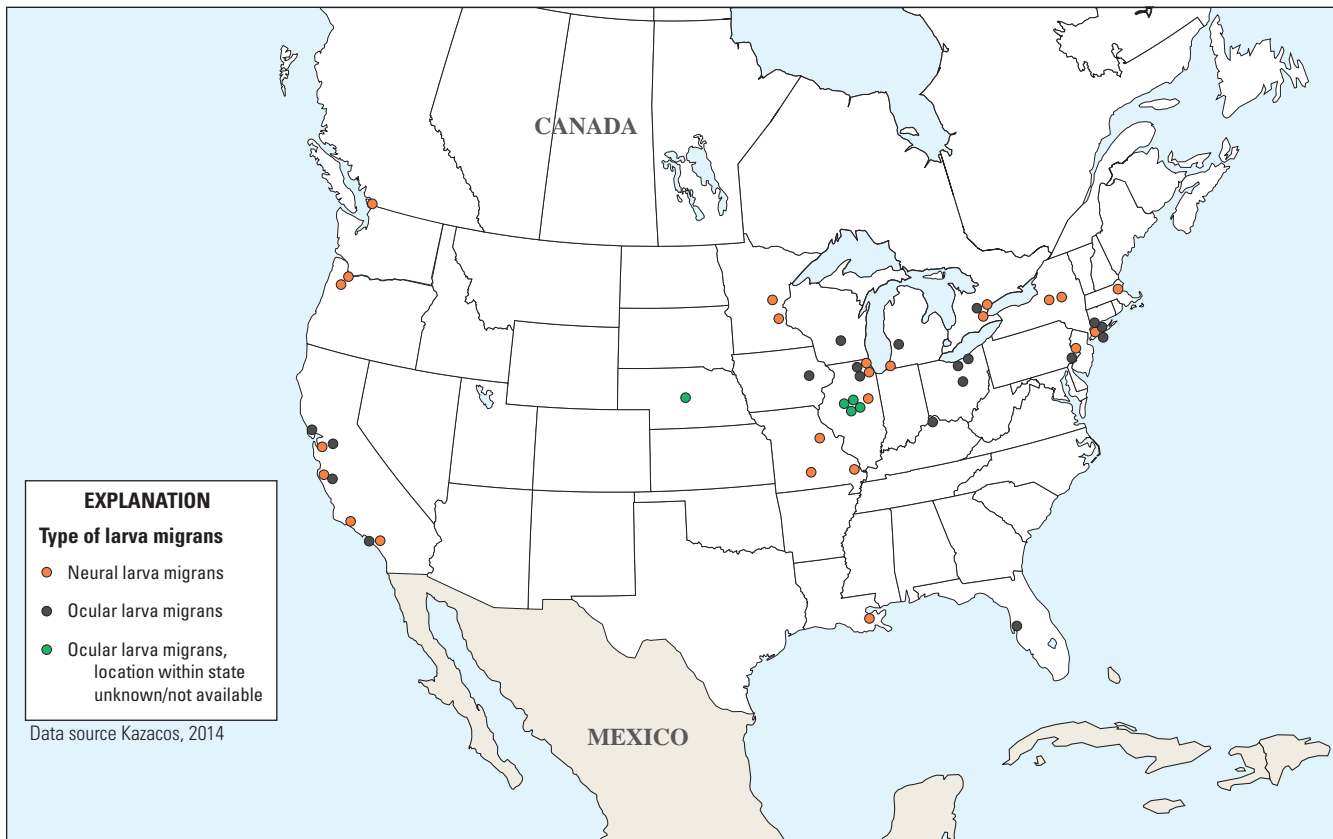 CANADA
EXPLANATION
Type of larva migrans
Neural larva migrans
Ocular larva migrans
Ocular larva migrans,
location within state
unknown/not available
Data source Kazacos, 2014
MEXICO